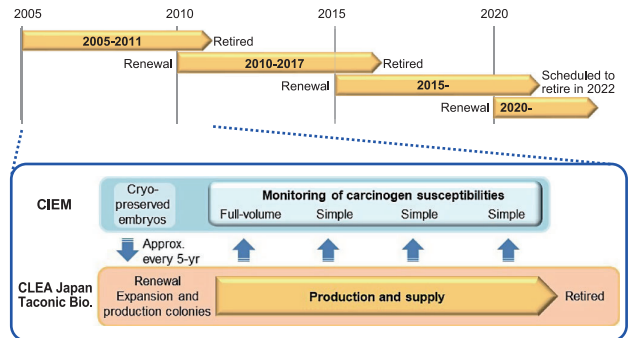 2005 2010 2015 2020
2005-2011 Retired
Renewal 2010-2017 Retired
Renewal 2015- Scheduled to
retire in 2022
Renewal 2020-
CIEM
Cryo-
preserved
embryos
Monitoring of carcinogen susceptibilities
Full-volume Simple Simple Simple
Approx.
every 5-yr
CLEA Japan
Taconic Bio.
Renewal
Expansion and
production colonies
Production and supply
Retired